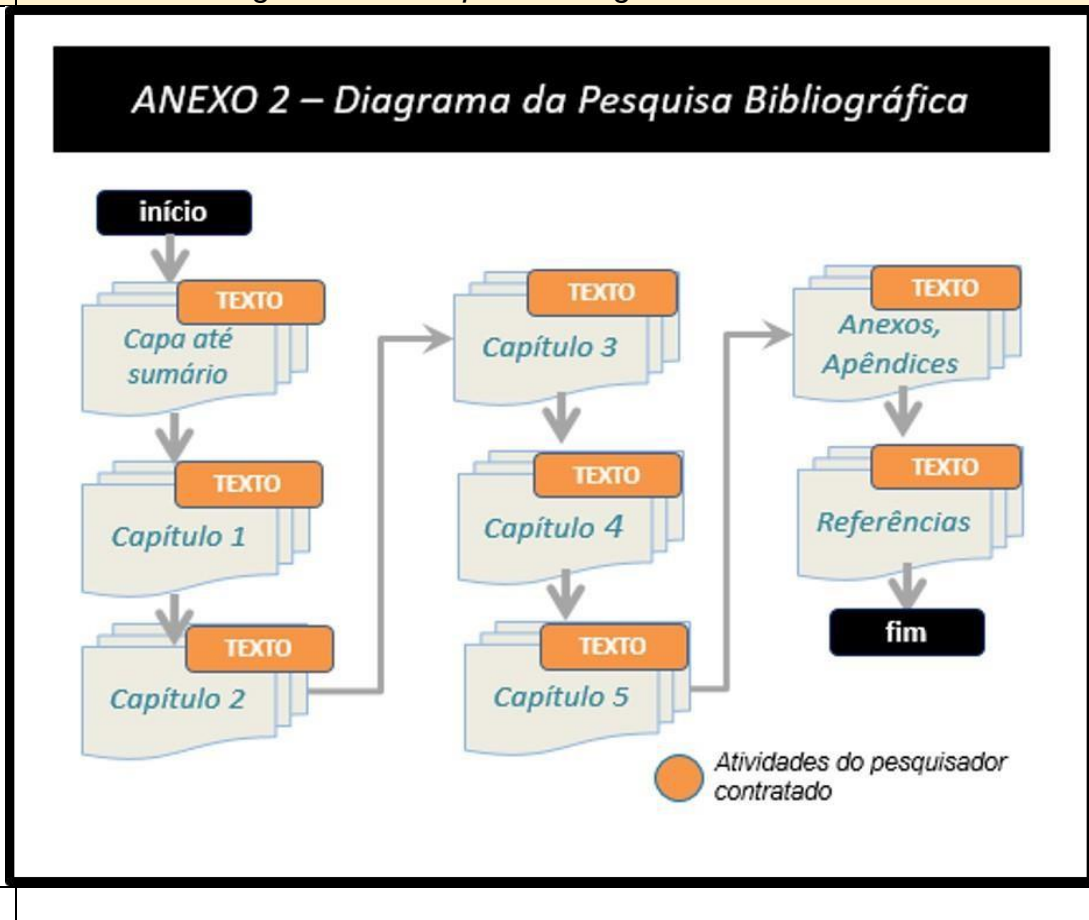 ANEXO 2 – Diagrama da Pesquisa Bibliográfica
início
TEXTO
Capa até
sumário
TEXTO
Capítulo 1
TEXTO
Capítulo 2
TEXTO
Capítulo 3
TEXTO
Capítulo 4
TEXTO
Capítulo 5
TEXTO
Anexos,
Apêndices
TEXTO
Referências
fim
Atividades do pesquisador
contratado